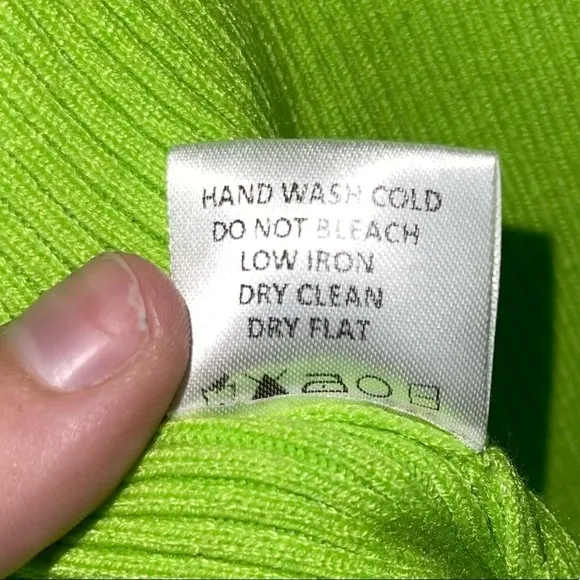 HAND WASH COLD
DO NOT BLEACH
LOW IRON
DRY CLEAN
DRY FLAT